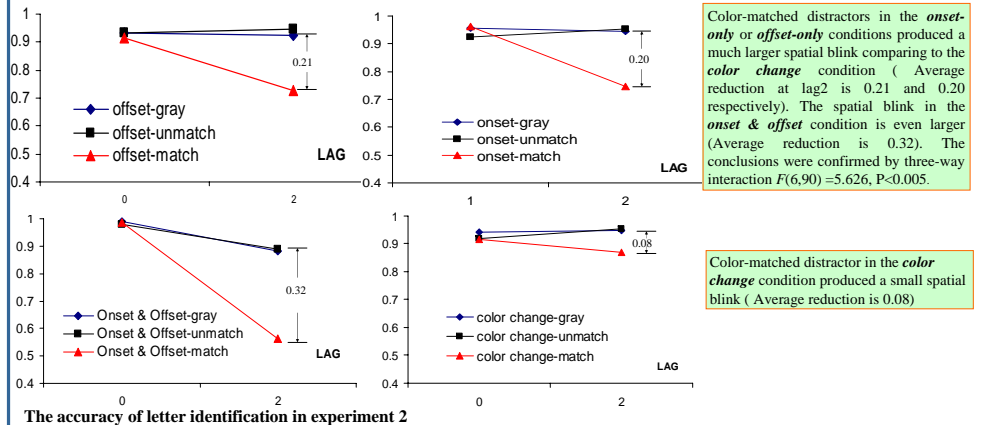 1
0.9
0.8
0.7
0.6
0.5
0.4
0.21
offset-gray
offset-unmatch
offset-match
LAG
0
2
1
0.9
0.8
0.7
0.6
0.5
0.4
0.20
onset-gray
onset-unmatch
onset-match
LAG
1
2
Color-matched distractors in the onset-
only or offset-only conditions produced a
much larger spatial blink comparing to the
color change condition ( Average
reduction at lag2 is 0.21 and 0.20
respectively). The spatial blink in the
onset & offset condition is even larger
(Average reduction is 0.32). The
conclusions were confirmed by three-way
interaction F(6,90) =5.626, P<0.005.
1
0.9
0.8
0.7
0.6
0.5
0.4
0.32
Onset & Offset-gray
Onset & Offset-unmatch
Onset & Offset-match
LAG
0
2
1
0.9
0.8
0.7
0.6
0.5
0.4
0.08
color change-gray
color change-unmatch
color change-match
LAG
0
2
Color-matched distractor in the color
change condition produced a small spatial
blink ( Average reduction is 0.08)
The accuracy of letter identification in experiment 2